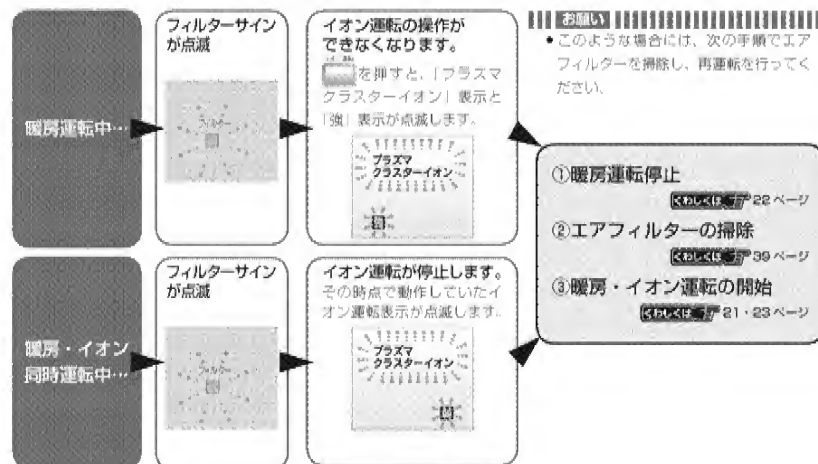 暖房運転中…
フィルターサイン
が点滅
フィルター
イオン運転の操作が
できなくなります。
を押すと、「プラズマ
クラスターイオン」表示と
「強」表示が点滅します。
プラズマ
クラスターイオン
強
暖房・イオン
同時運転中…
フィルターサイン
が点滅
フィルター
イオン運転が停止します。
その時点で動作していたイ
オン運転表示が点滅します。
プラズマ
クラスターイオン
お願い
●このような場合には、次の手順でエア
フィルターを掃除し、再運転を行ってく
ださい。
①暖房運転停止
くわしくは 22ページ
②エアフィルターの掃除
くわしくは 39ページ
③暖房・イオン運転の開始
くわしくは 21・23ページ